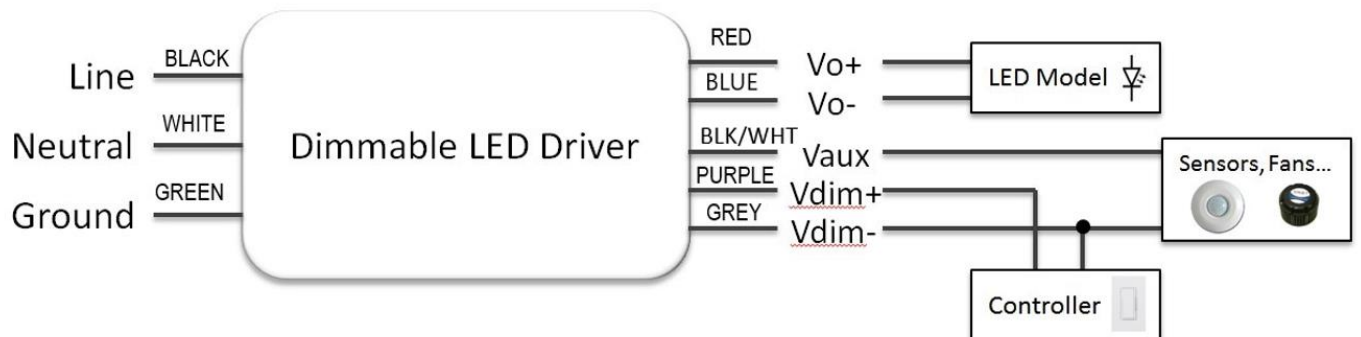 Line
BLACK
Neutral
WHITE
Ground
GREEN
Dimmable LED Driver
RED
Vo+
BLUE
Vo-
BLK/WHT
Vaux
PURPLE
Vdim+
GREY
Vdim-
LED Model
Sensors, Fans...
Controller